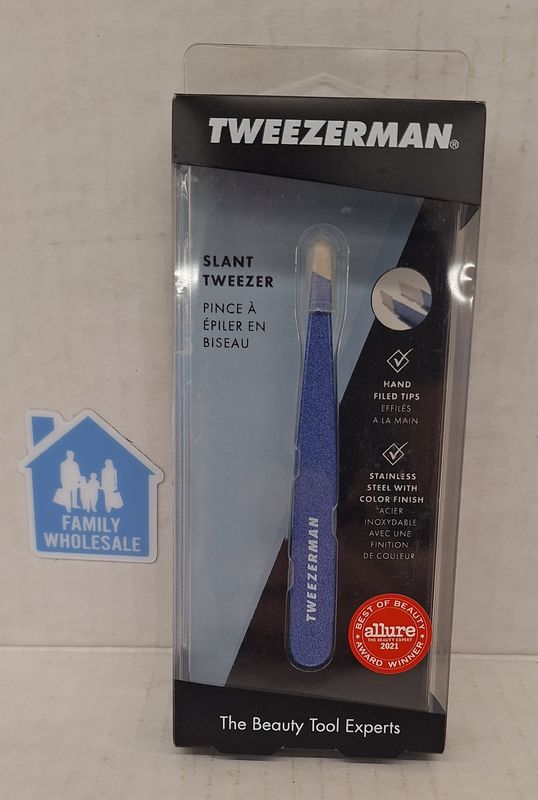 TWEEZERMAN®
SLANT
TWEEZER
PINCE À
ÉPILER EN
BISEAU
HAND
FILED TIPS
EFFILÉS
À LA MAIN
STAINLESS
STEEL WITH
COLOR FINISH
ACIER
INOXYDABLE
AVEC UNE
FINITION
DE COULEUR
TWEEZERMAN
BEST OF BEAUTY
allure
THE BEAUTY EXPERT
2021
AWARD WINNER
The Beauty Tool Experts
FAMILY
WHOLESALE